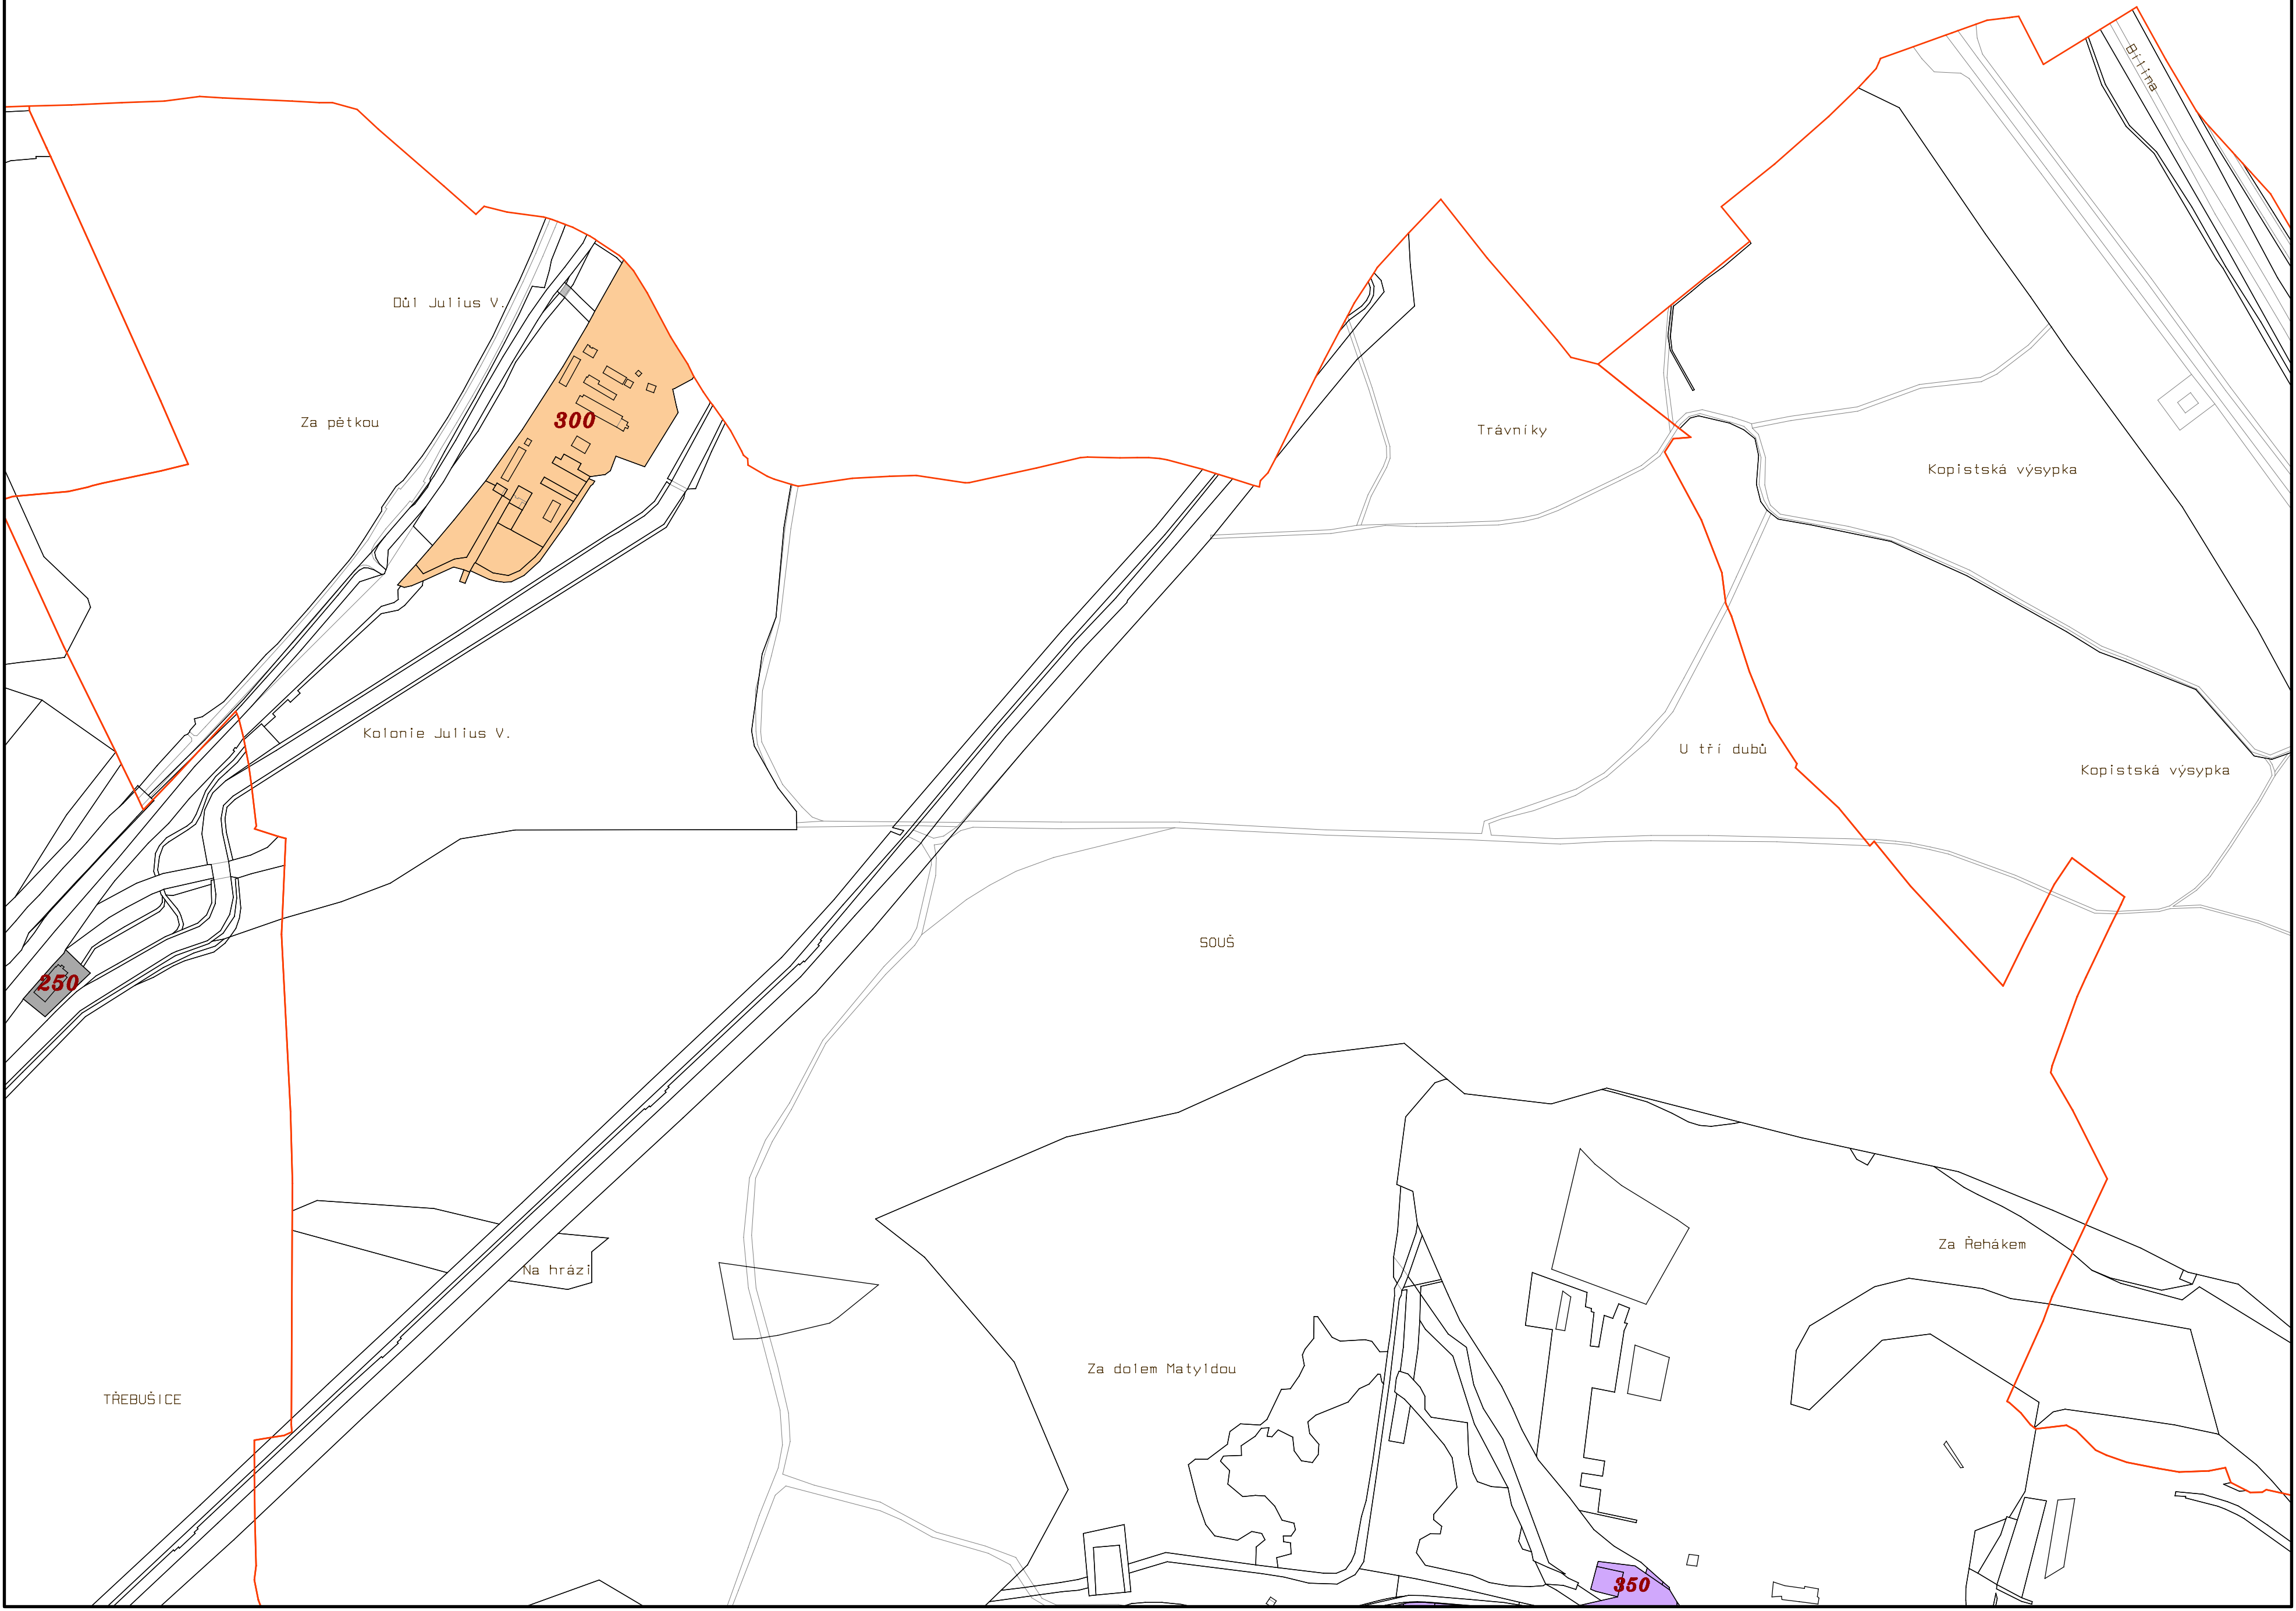 Bílina
Důl Julius V.
Za pětkou
300
Trávníky
Kopistská výsypka
Kolonie Julius V.
U tří dubů
Kopistská výsypka
SOUŠ
250
Za Řehákem
Na hrázi
Za dolem Matyldou
TŘEBUŠICE
350